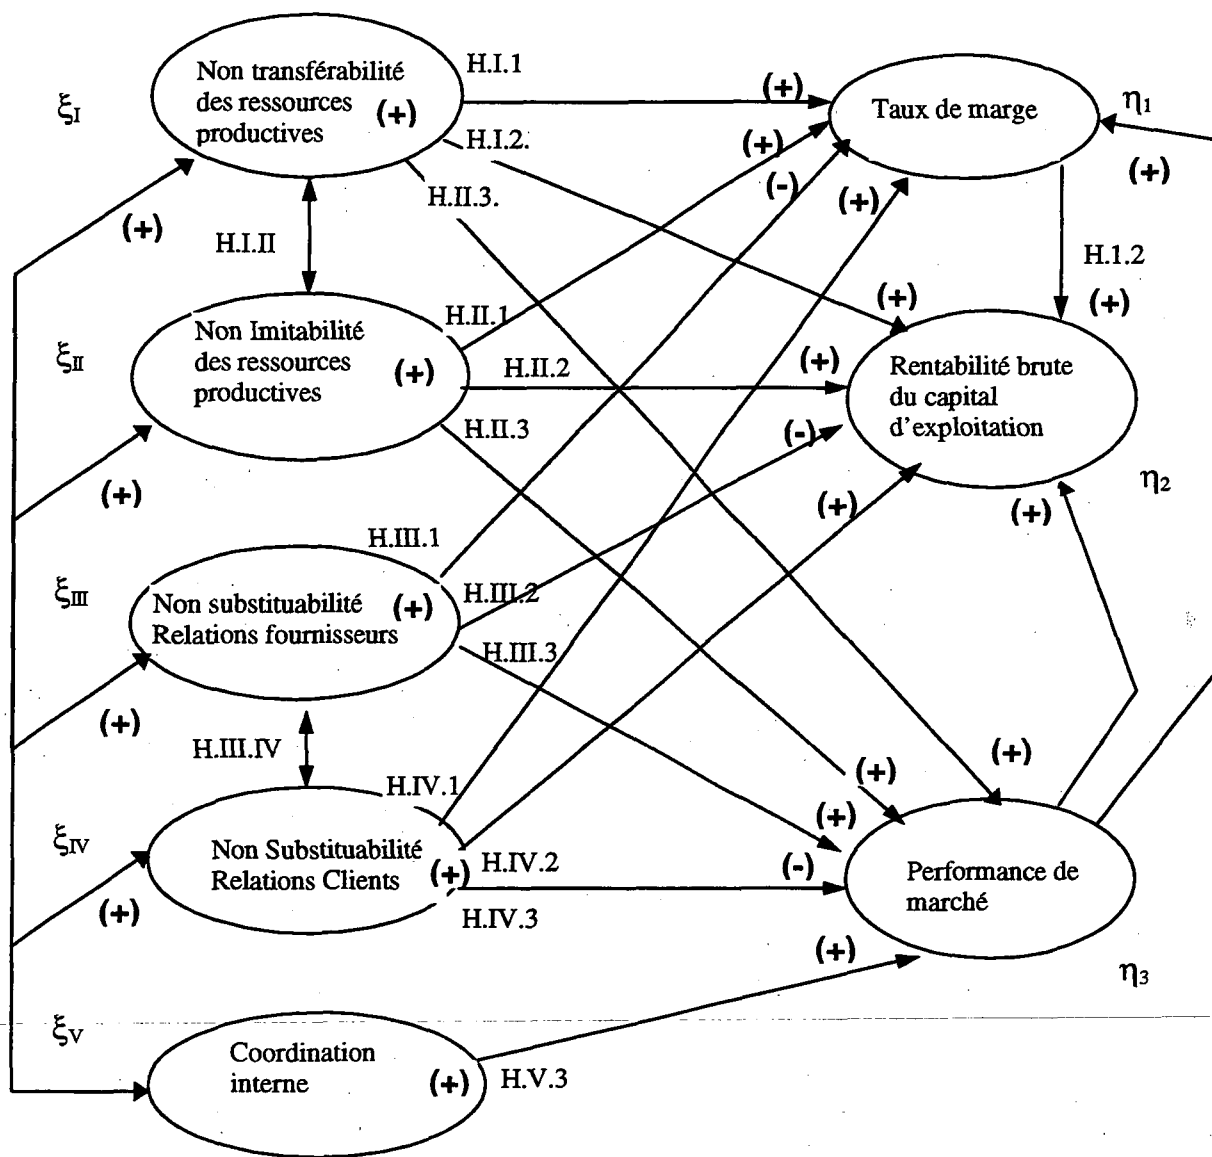 Non transférabilité
des ressources
productives
(+)
ξI
H.I.1
H.I.2.
H.II.3.
(+)
H.I.II
Non Imitabilité
des ressources
productives
(+)
ξII
H.II.1
H.II.2
H.II.3
(+)
Non substituabilité
Relations fournisseurs
(+)
ξIII
H.III.1
H.III.2
H.III.3
(+)
H.III.IV
Non Substituabilité
Relations Clients
(+)
ξIV
H.IV.1
H.IV.2
H.IV.3
(+)
Coordination
interne
(+)
ξV
H.V.3
Taux de marge
η1
(+)
(+)
(-)
(+)
(+)
H.1.2
(+)
Rentabilité brute
du capital
d'exploitation
η2
(+)
(+)
(-)
(+)
(+)
Performance de
marché
η3
(+)
(+)
(+)
(-)
(+)